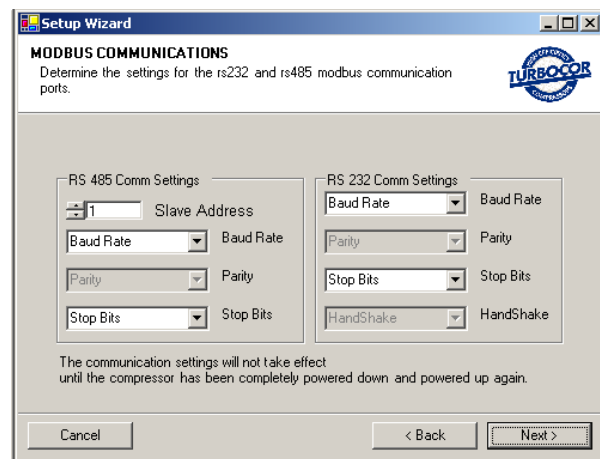 Setup Wizard
MODBUS COMMUNICATIONS
Determine the settings for the rs232 and rs485 modbus communication
ports.
HIGH EFFICIENCY
TURBOCOR
COMPRESSORS
RS 485 Comm Settings
1 Slave Address
Baud Rate Baud Rate
Parity Parity
Stop Bits Stop Bits
RS 232 Comm Settings
Baud Rate Baud Rate
Parity Parity
Stop Bits Stop Bits
HandShake HandShake
The communication settings will not take effect
until the compressor has been completely powered down and powered up again.
Cancel
< Back
Next >